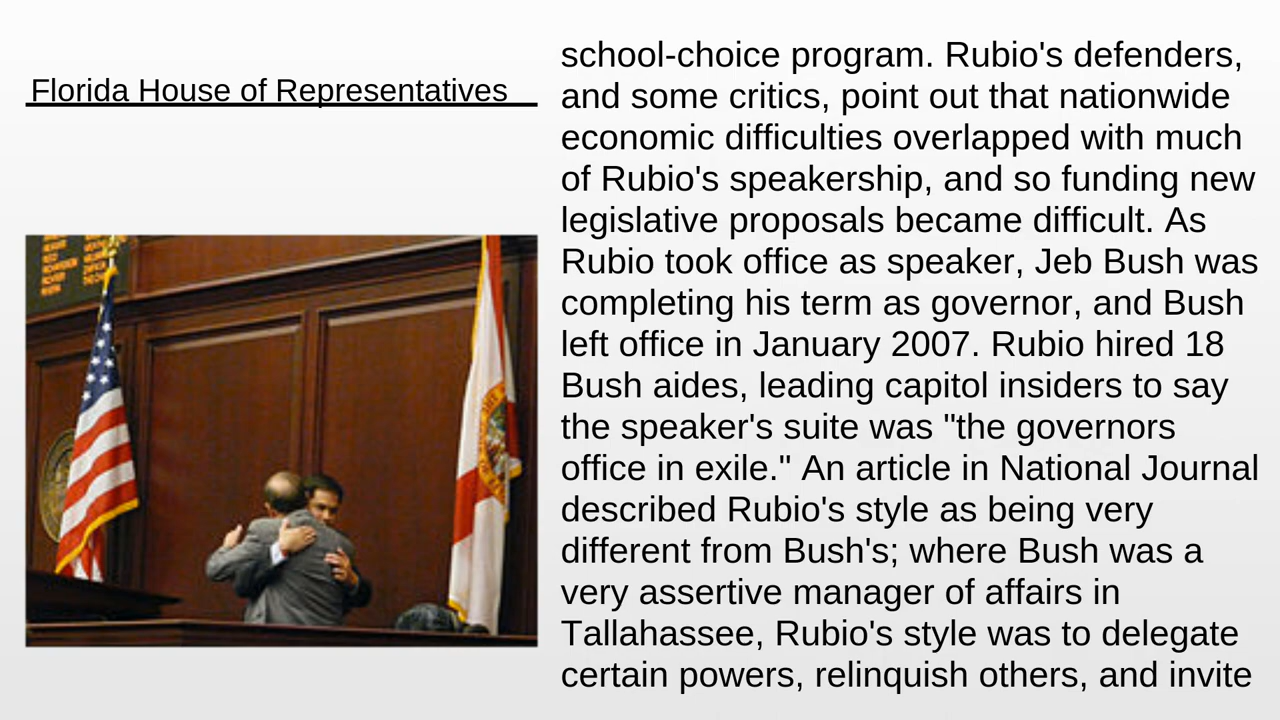 Florida House of Representatives
school-choice program. Rubio's defenders,
and some critics, point out that nationwide
economic difficulties overlapped with much
of Rubio's speakership, and so funding new
legislative proposals became difficult. As
Rubio took office as speaker, Jeb Bush was
completing his term as governor, and Bush
left office in January 2007. Rubio hired 18
Bush aides, leading capitol insiders to say
the speaker's suite was "the governors
office in exile." An article in National Journal
described Rubio's style as being very
different from Bush's; where Bush was a
very assertive manager of affairs in
Tallahassee, Rubio's style was to delegate
certain powers, relinquish others, and invite